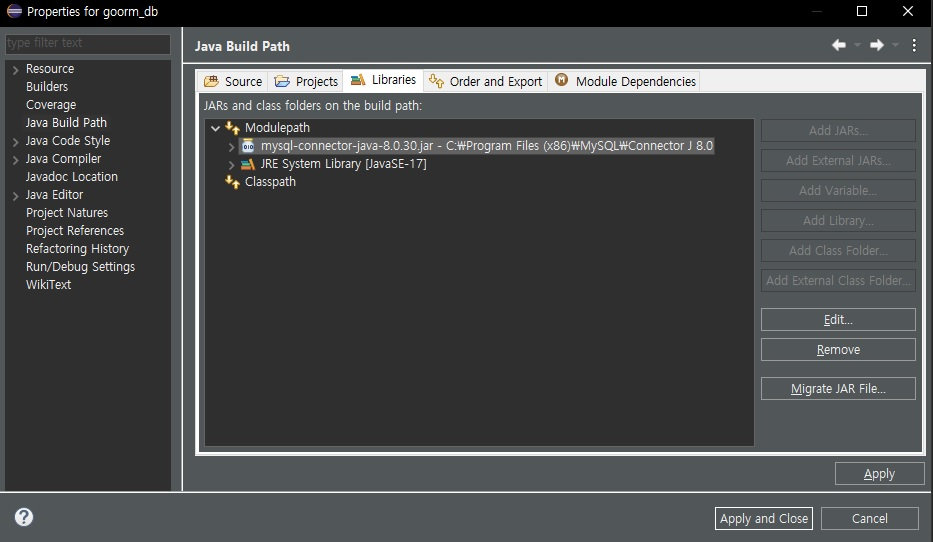 Properties for goorm_db
type filter text
Resource
Builders
Coverage
Java Build Path
Java Code Style
Java Compiler
Javadoc Location
Java Editor
Project Natures
Project References
Refactoring History
Run/Debug Settings
WikiText
Java Build Path
Source
Projects
Libraries
Order and Export
Module Dependencies
JARs and class folders on the build path:
Modulepath
mysql-connector-java-8.0.30.jar - C:₩Program Files (x86)₩MySQL₩Connector J 8.0
JRE System Library [JavaSE-17]
Classpath
Add JARs...
Add External JARs...
Add Variable...
Add Library...
Add Class Folder...
Add External Class Folder...
Edit...
Remove
Migrate JAR File...
Apply
?
Apply and Close
Cancel